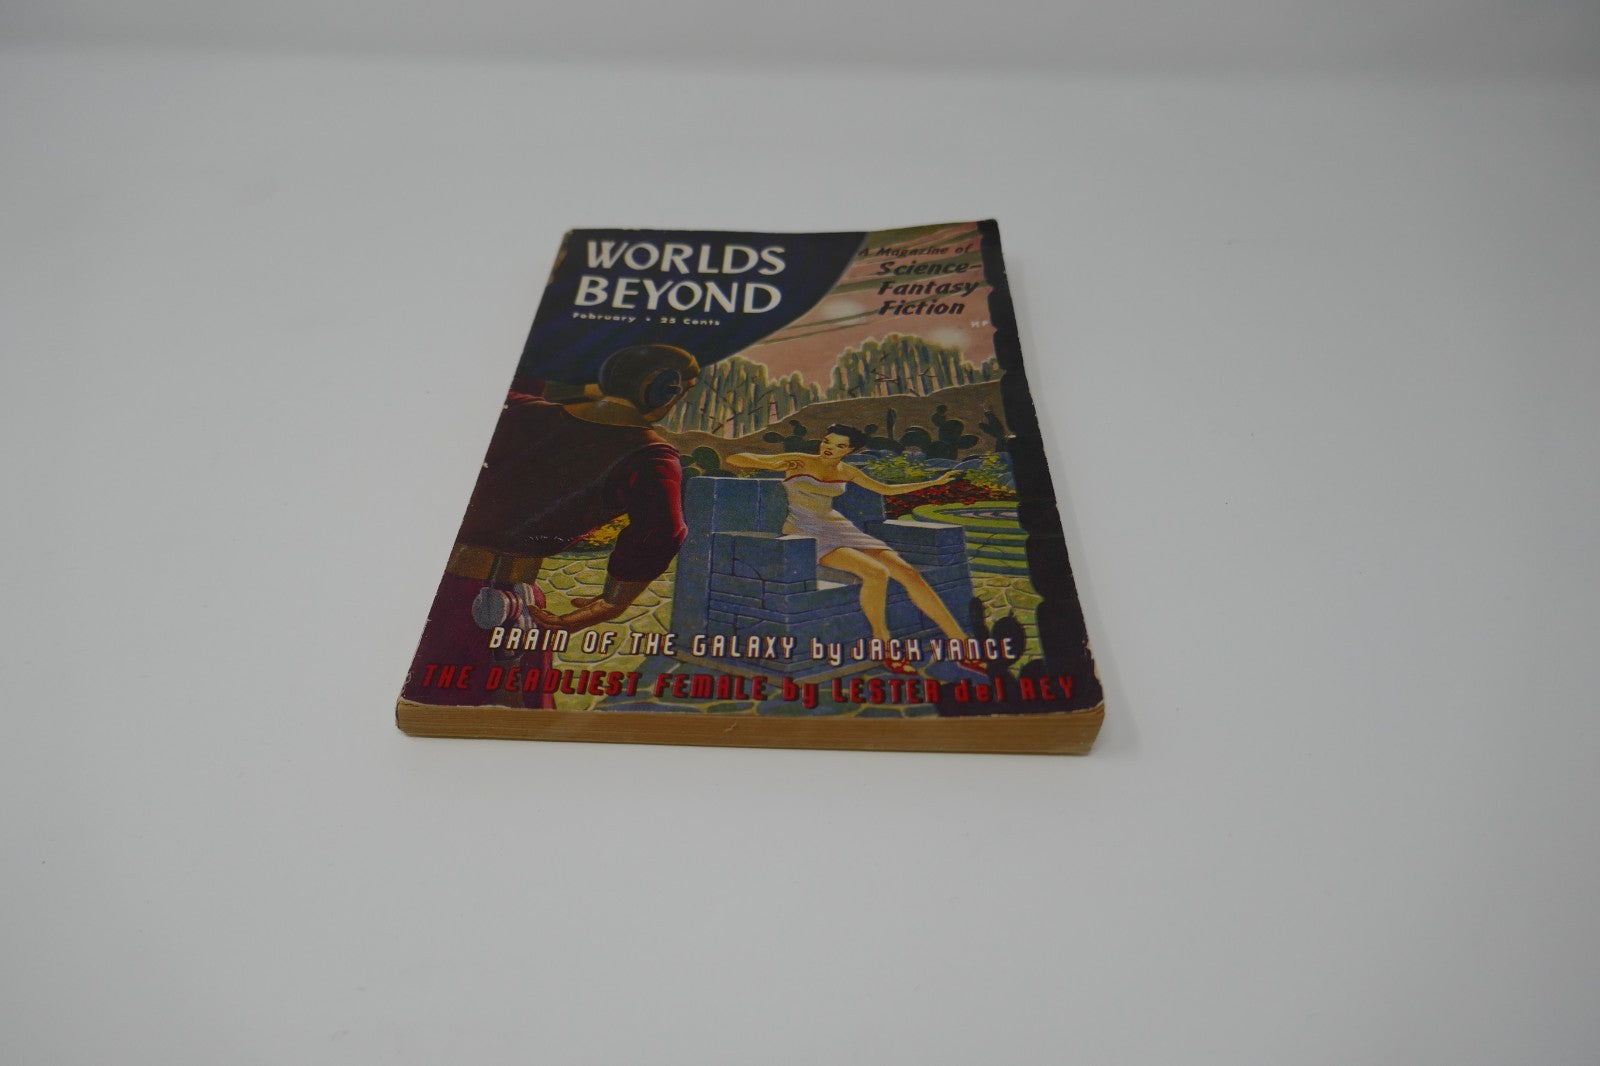 WORLDS
BEYOND
February • 25 Cents
A Magazine of
Science-
Fantasy
Fiction
BRAIN OF THE GALAXY by JACK VANCE
THE DEADLIEST FEMALE by LESTER del REY